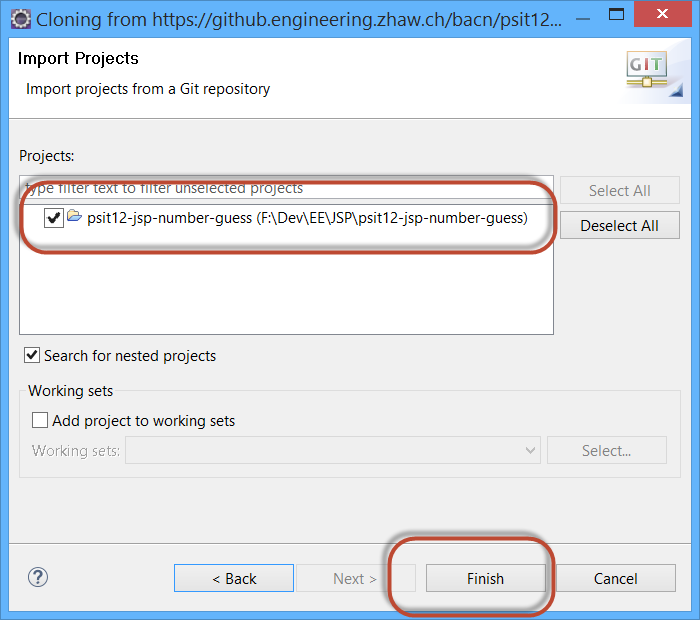 Cloning from https://github.engineering.zhaw.ch/bacn/psit12...
Import Projects
Import projects from a Git repository
GIT
Projects:
type filter text to filter unselected projects
Select All
psit12-jsp-number-guess (F:\Dev\EE\JSP\psit12-jsp-number-guess)
Deselect All
Search for nested projects
Working sets
Add project to working sets
Working sets:
Select...
?
< Back
Next >
Finish
Cancel